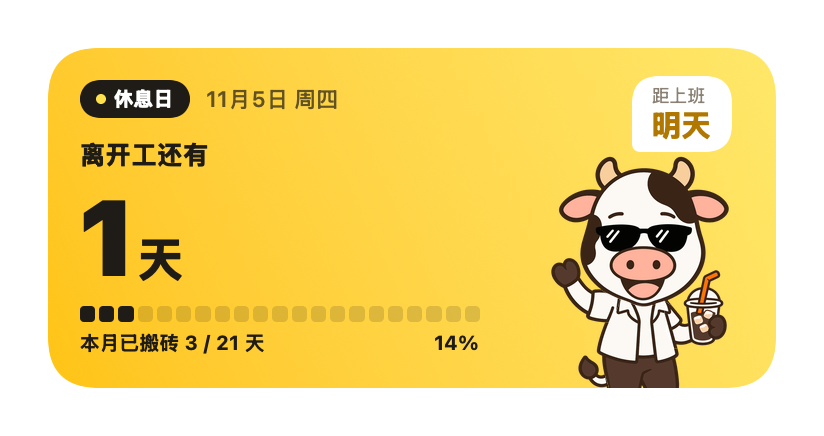 休息日 11月5日 周四
距上班
明天
离开工还有
1天
本月已搬砖 3 / 21 天 14%